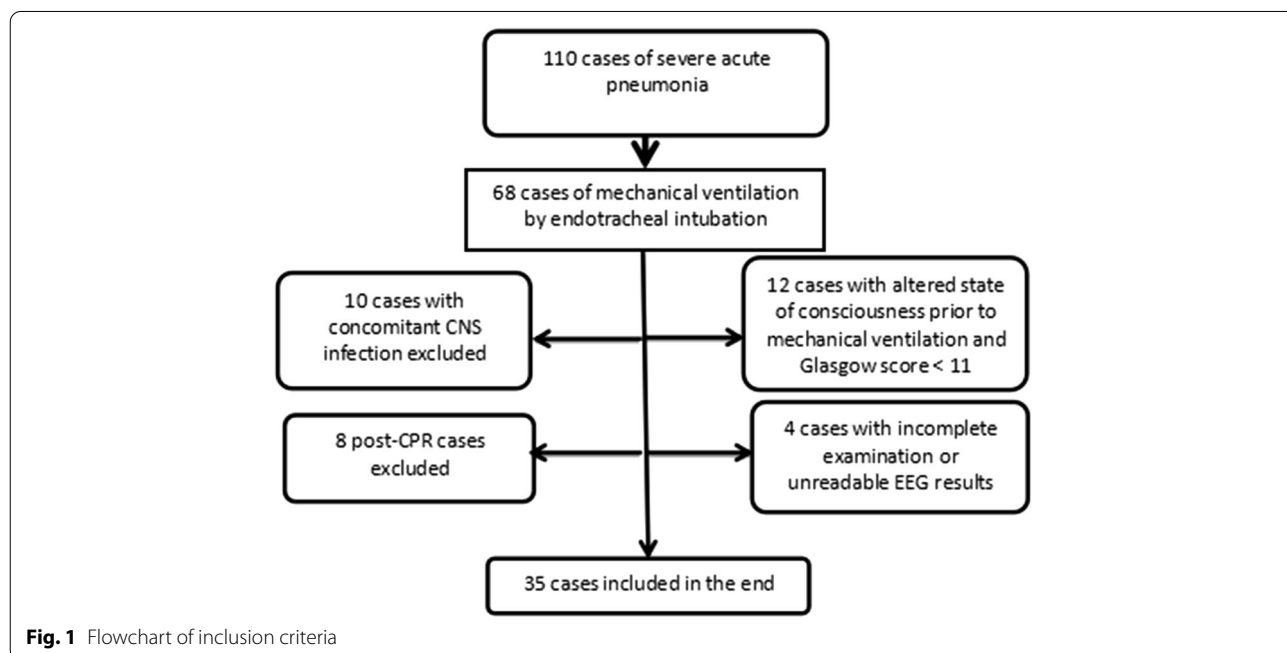 110 cases of severe acute
pneumonia
68 cases of mechanical ventilation
by endotracheal intubation
10 cases with
concomitant CNS
infection excluded
12 cases with altered state
of consciousness prior to
mechanical ventilation and
Glasgow score < 11
8 post-CPR cases
excluded
4 cases with incomplete
examination or
unreadable EEG results
35 cases included in the end
Fig. 1 Flowchart of inclusion criteria